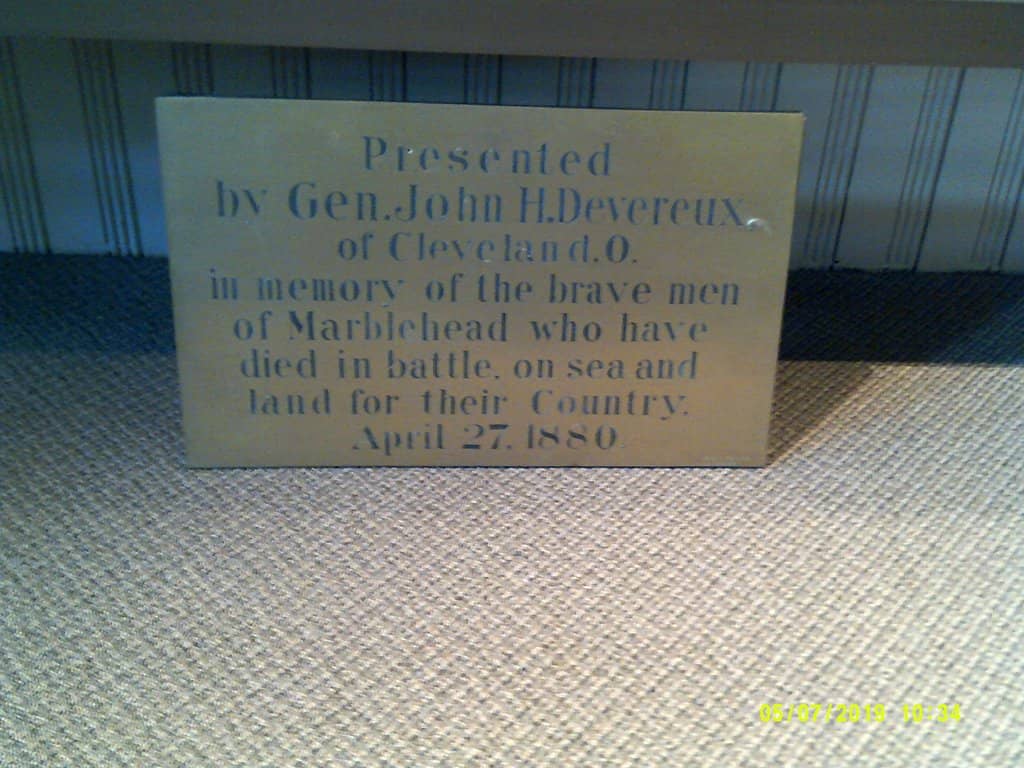 Presented
by Gen. John H. Devereux,
of Cleveland. O.
in memory of the brave men
of Marblehead who have
died in battle, on sea and
land for their Country.
April 27. 1880.
05/07/2019 10:34